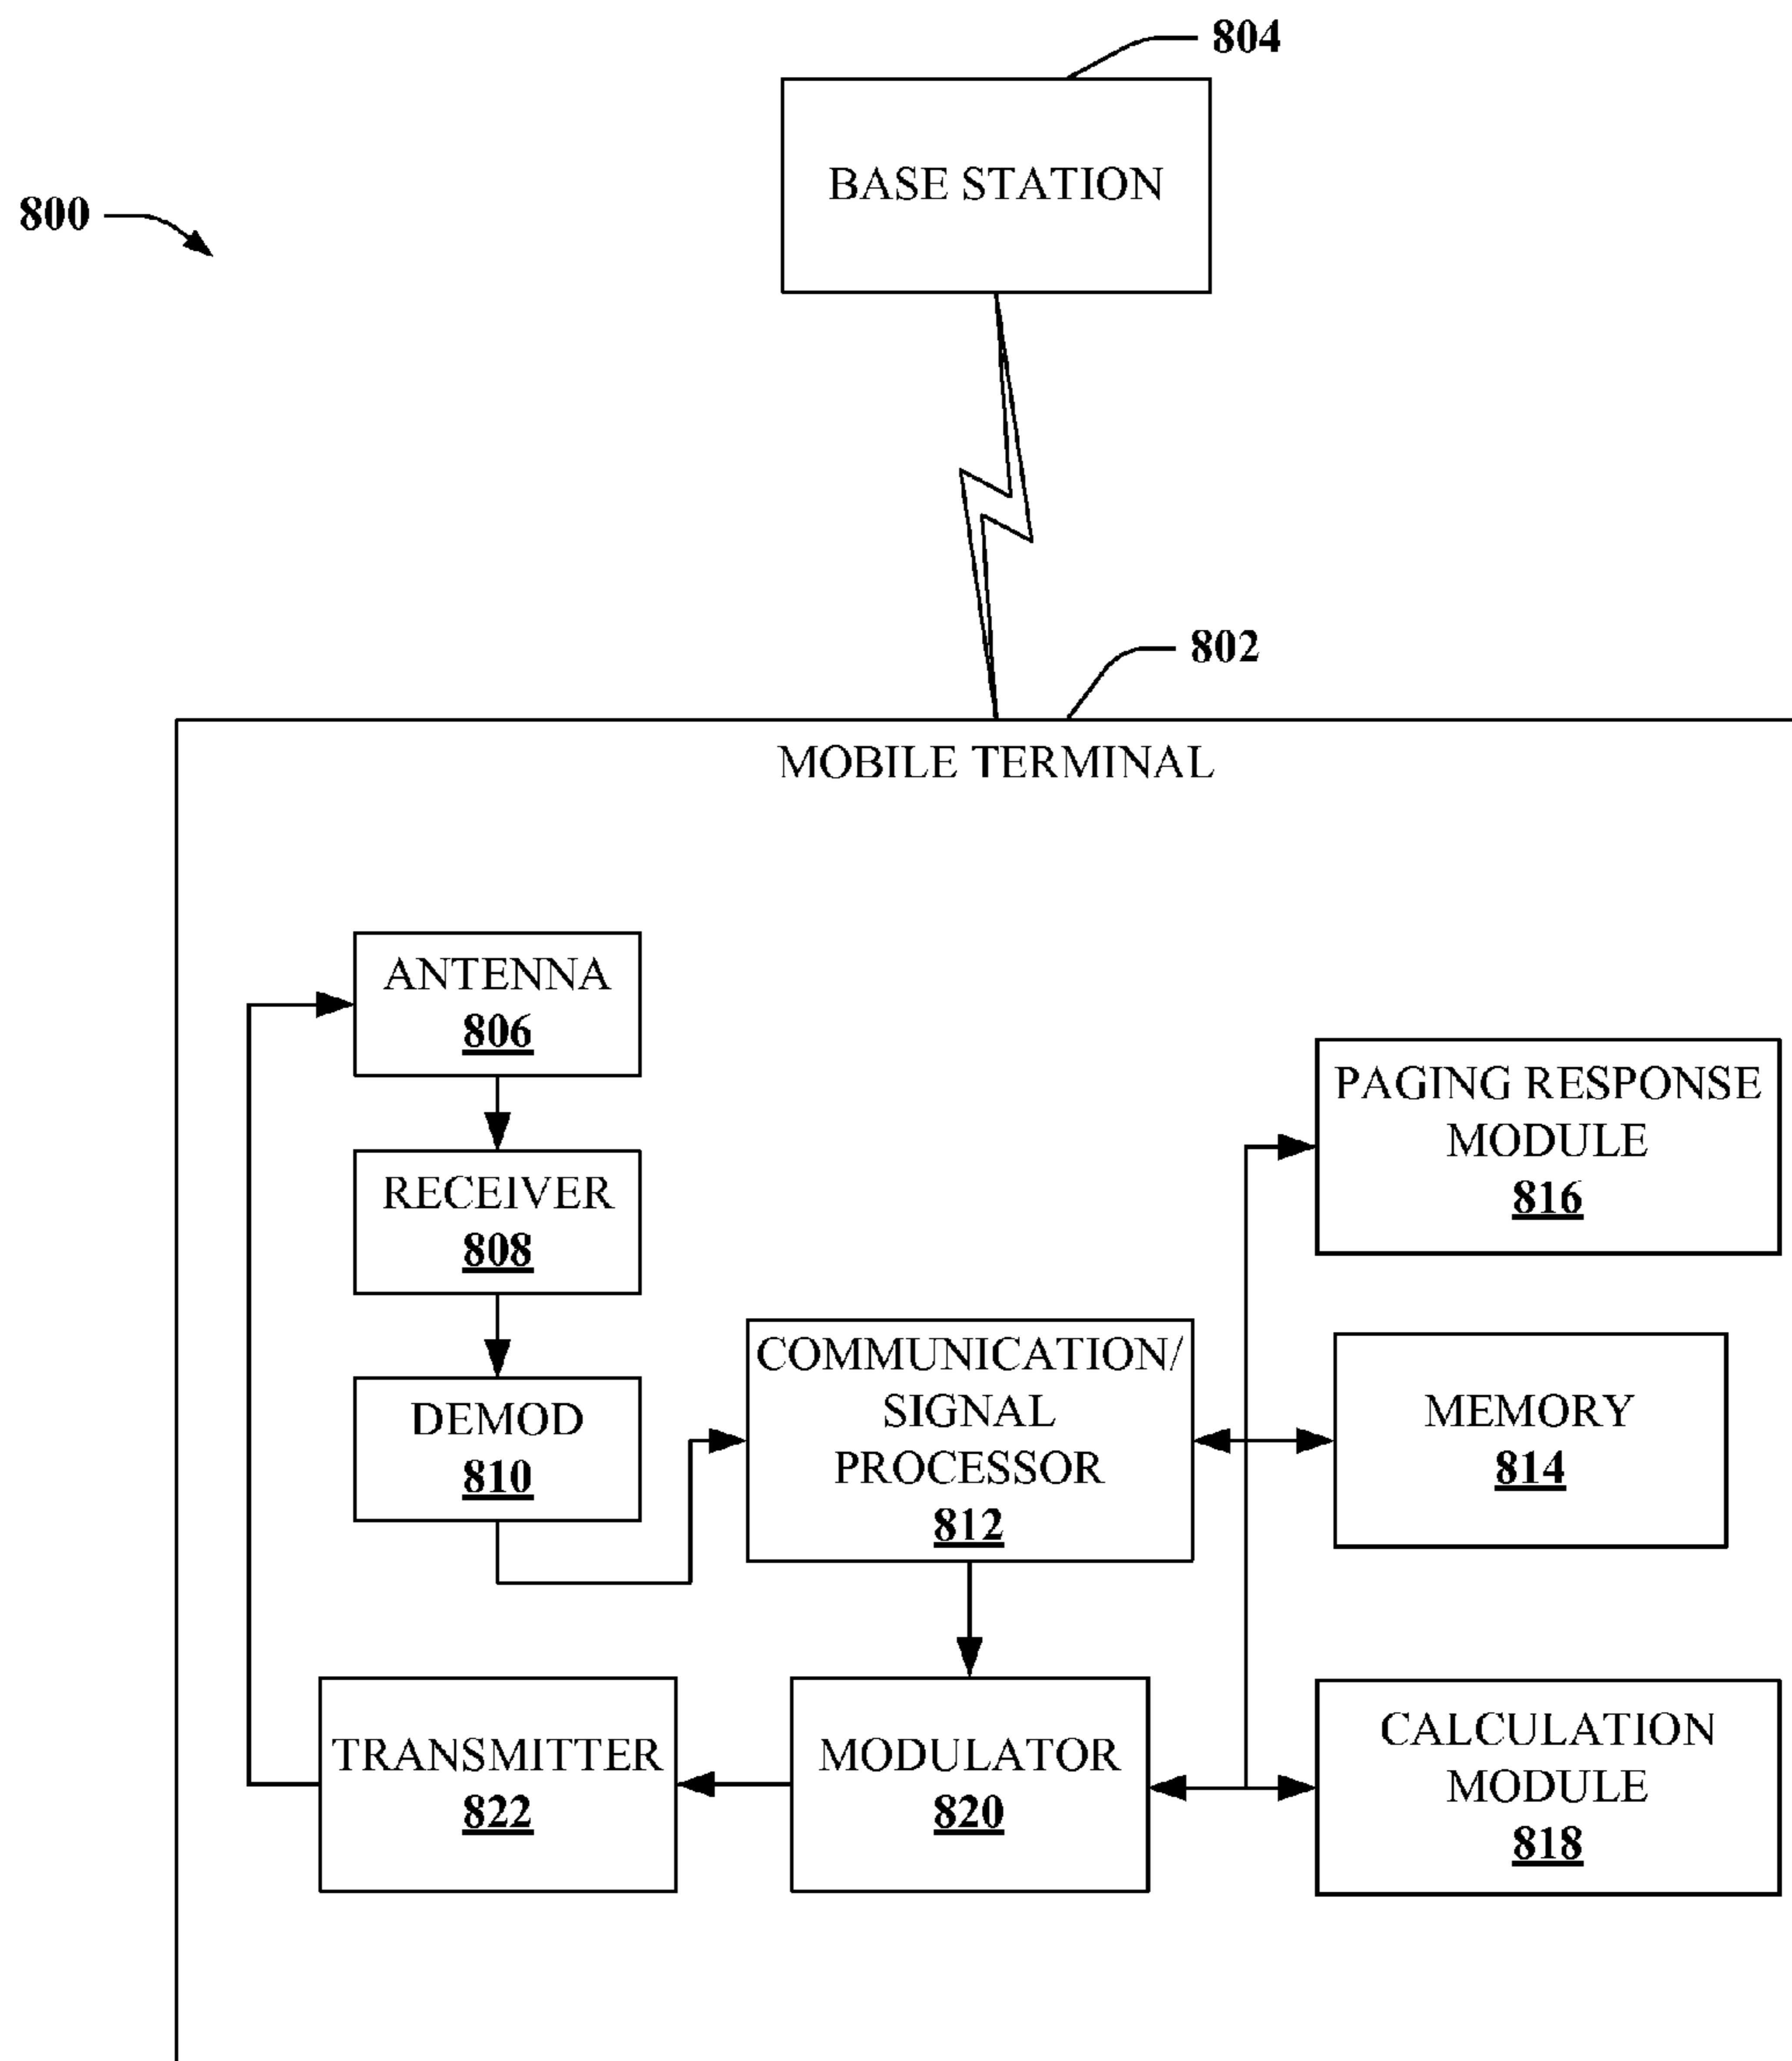 804
BASE STATION
800
802
MOBILE TERMINAL
ANTENNA
806
RECEIVER
808
DEMOD
810
COMMUNICATION/
SIGNAL
PROCESSOR
812
PAGING RESPONSE
MODULE
816
MEMORY
814
TRANSMITTER
822
MODULATOR
820
CALCULATION
MODULE
818